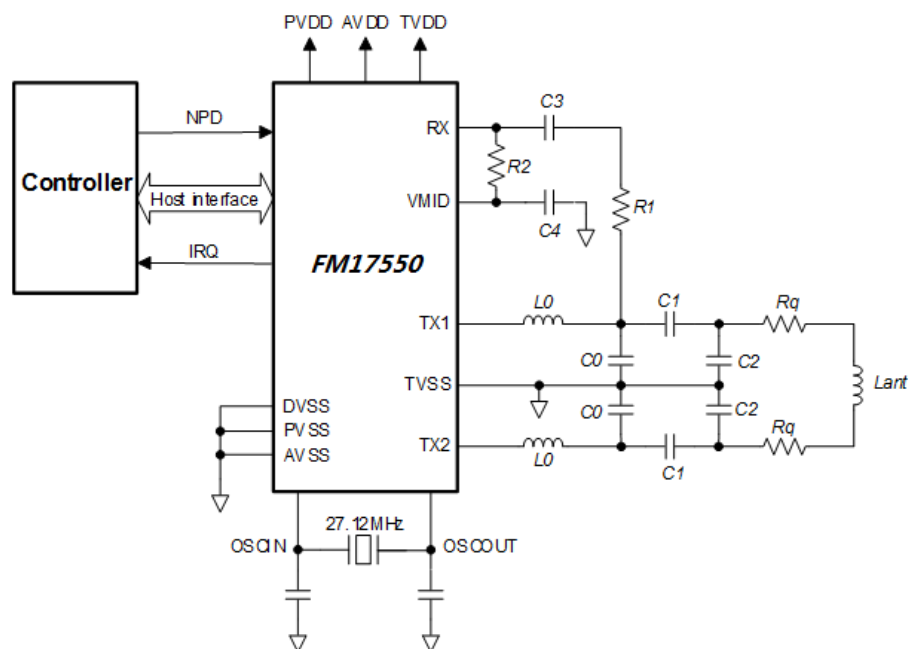 PVDD AVDD TVDD
C3
NPD
RX
R2
Controller
Host interface
VMID
R1
C4
IRQ
FM17550
L0
C1
Rq
TX1
C0
C2
Lant
TVSS
C0
C2
DVSS
PVSS
AVSS
TX2
L0
C1
Rq
27.12MHz
OSCIN
OSCOUT